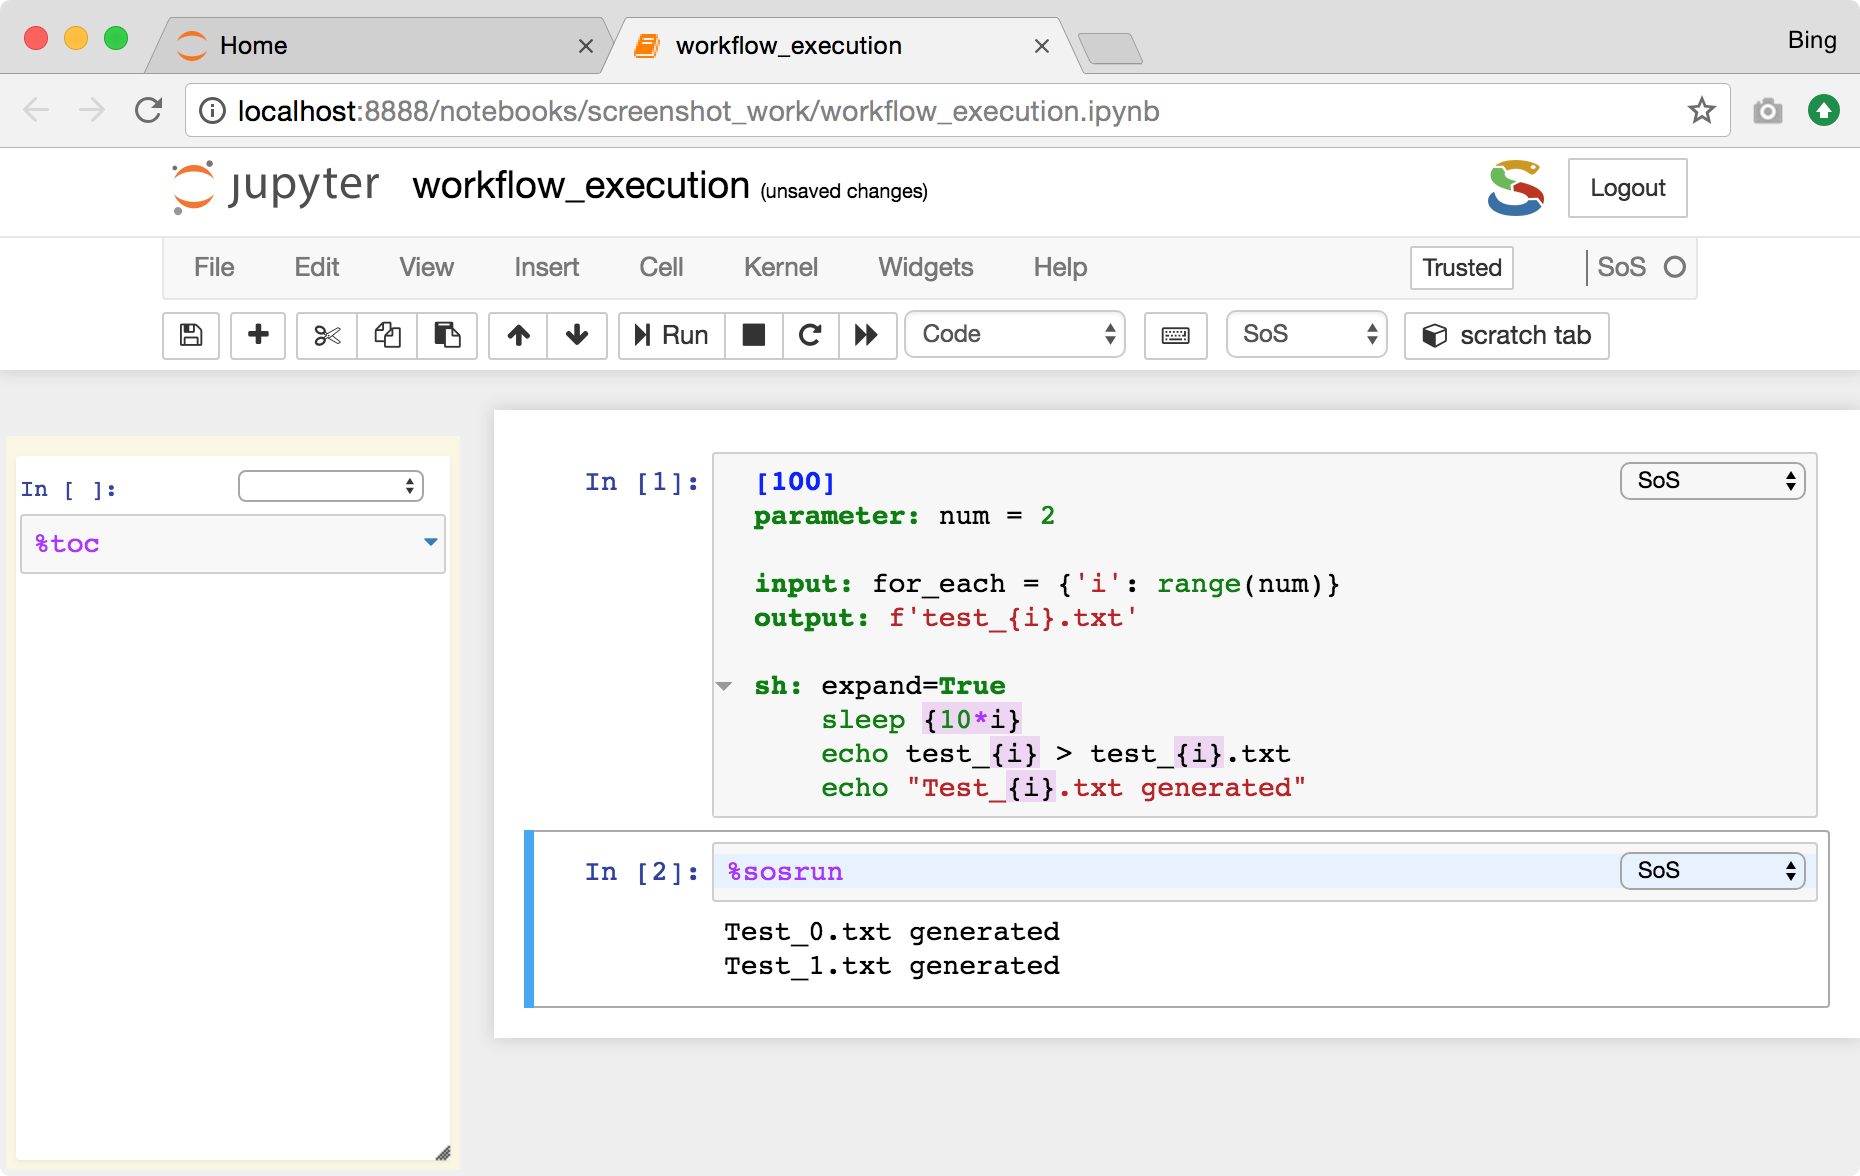 Home
workflow_execution
Bing
localhost:8888/notebooks/screenshot_work/workflow_execution.ipynb
jupyter workflow_execution (unsaved changes)
Logout
File Edit View Insert Cell Kernel Widgets Help Trusted SoS
Run Code SoS scratch tab
In [ ]:
%toc
In [1]: [100] SoS
parameter: num = 2
input: for_each = {'i': range(num)}
output: f'test_{i}.txt'
sh: expand=True
sleep {10*i}
echo test_{i} > test_{i}.txt
echo "Test_{i}.txt generated"
In [2]: %sosrun SoS
Test_0.txt generated
Test_1.txt generated